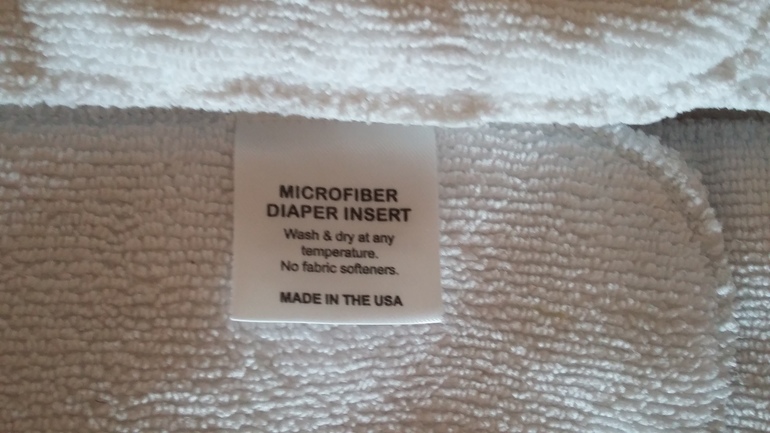 MICROFIBER
DIAPER INSERT
Wash & dry at any
temperature.
No fabric softeners.
MADE IN THE USA